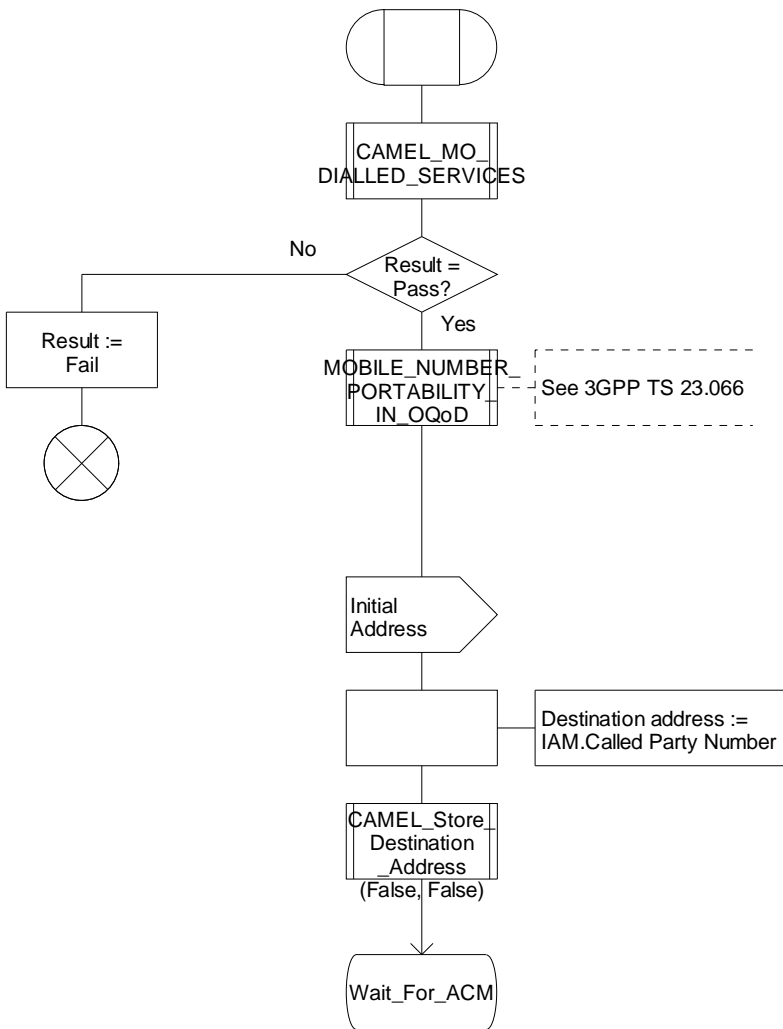 CAMEL_MO_
DIALLED_SERVICES
No
Result =
Pass?
Yes
Result :=
Fail
MOBILE_NUMBER_
PORTABILITY_
IN_OQoD
See 3GPP TS 23.066
Initial
Address
Destination address :=
IAM.Called Party Number
CAMEL_Store_
Destination
_Address
(False, False)
Wait_For_ACM